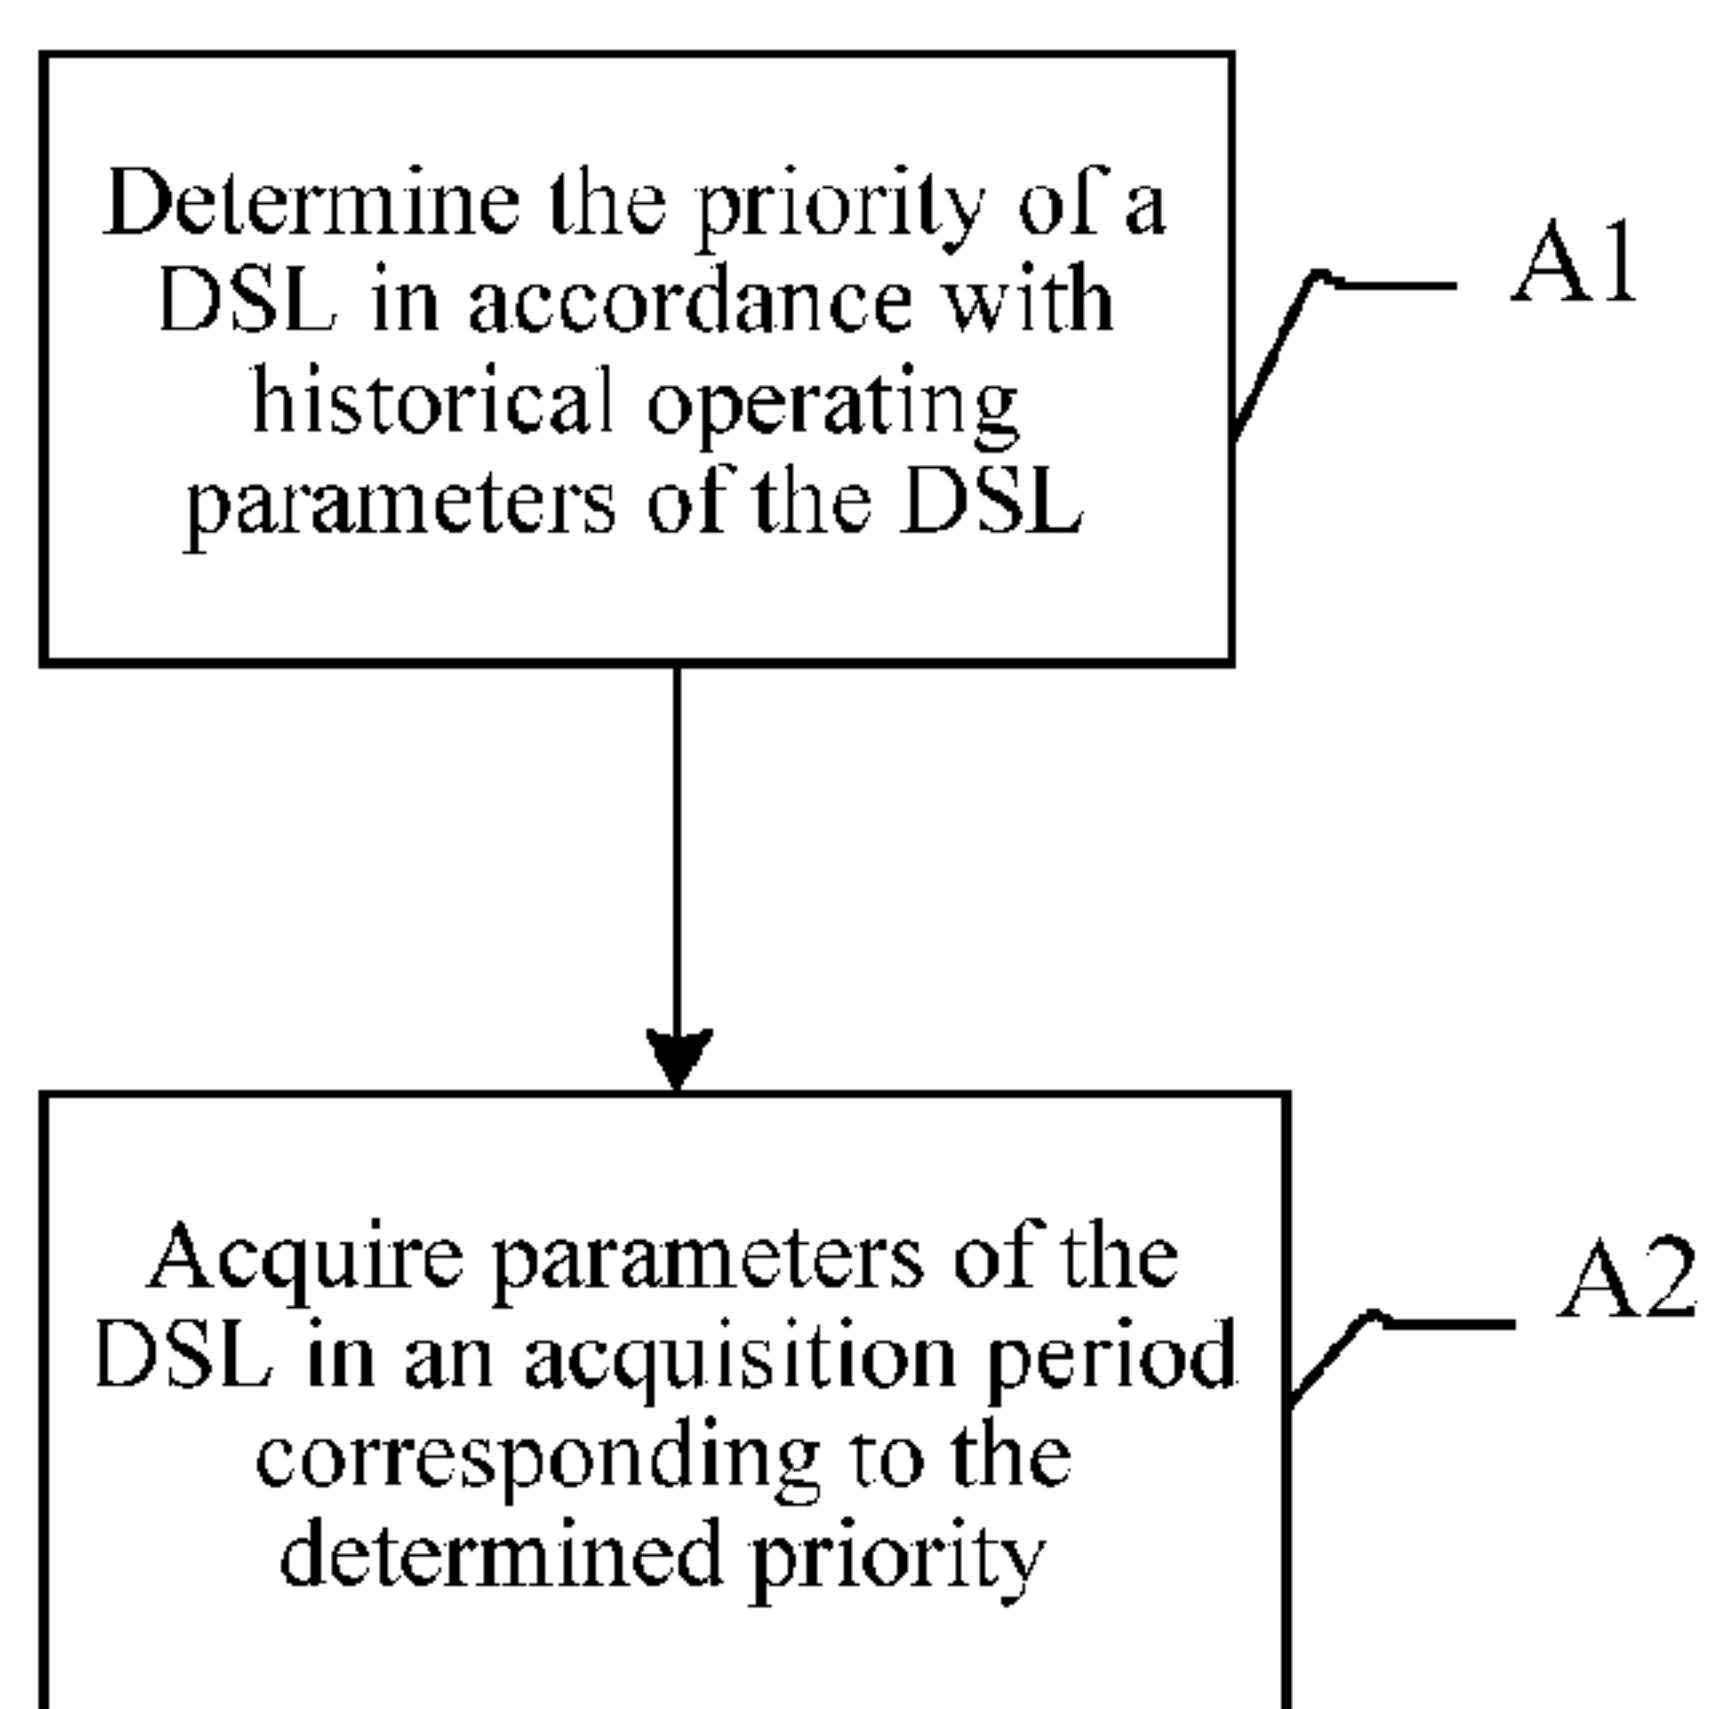 Determine the priority of a
DSL in accordance with
historical operating
parameters of the DSL
A1
Acquire parameters of the
DSL in an acquisition period
corresponding to the
determined priority
A2